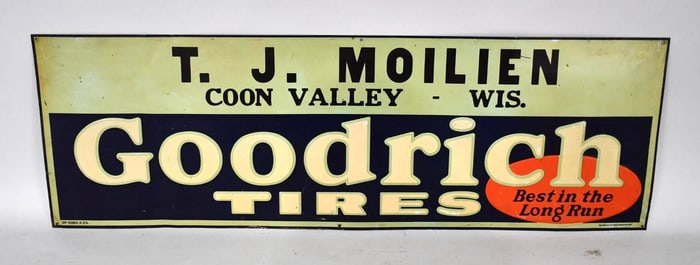 T. J. MOILIEN
COON VALLEY - WIS.
Goodrich
TIRES
Best in the
Long Run